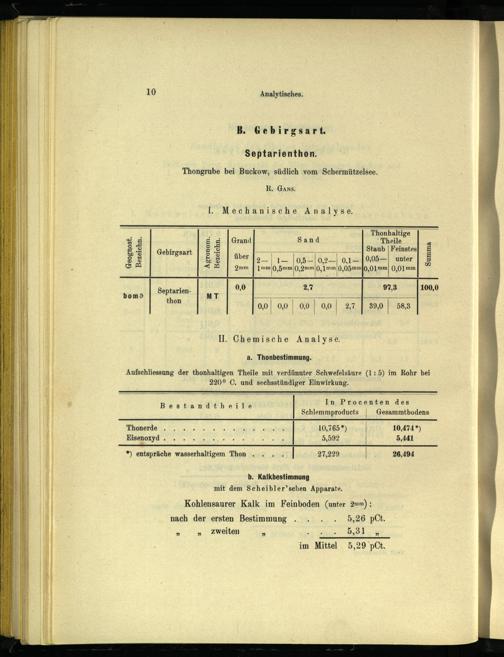 10
Analytisches.
B. Gebirgsart.
Septarienthon.
Thongrube bei Buckow, südlich vom Schermützelsee.
R. Gans.
I. Mechanische Analyse.
Geognost. Bezeichn. Gebirgsart Agronom. Bezeichn. Grand über 2mm Sand Thonhaltige Theile Summa
2— 1mm 1— 0,5mm 0,5— 0,2mm 0,2— 0,1mm 0,1— 0,05mm Staub 0,05— 0,01mm Feinstes unter 0,01mm
bomϑ Septarien- MT 0,0 2,7 97,3 100,0
thon 0,0 0,0 0,0 0,0 2,7 39,0 58,3
II. Chemische Analyse.
a. Thonbestimmung.
Aufschliessung der thonhaltigen Theile mit verdünnter Schwefelsäure (1:5) im Rohr bei
220° C. und sechsstündiger Einwirkung.
Bestandtheile In Procenten des
Schlemmproducts Gesammtbodens
Thonerde . . . . . . . . . . . . 10,765*) 10,474*)
Eisenoxyd . . . . . . . . . . . . 5,592 5,441
*) entspräche wasserhaltigem Thon . . . . 27,229 26,494
b. Kalkbestimmung
mit dem Scheibler'schen Apparate.
Kohlensaurer Kalk im Feinboden (unter 2mm):
nach der ersten Bestimmung . . . . 5,26 pCt.
„ „ zweiten „ . . . 5,31 „
im Mittel 5,29 pCt.